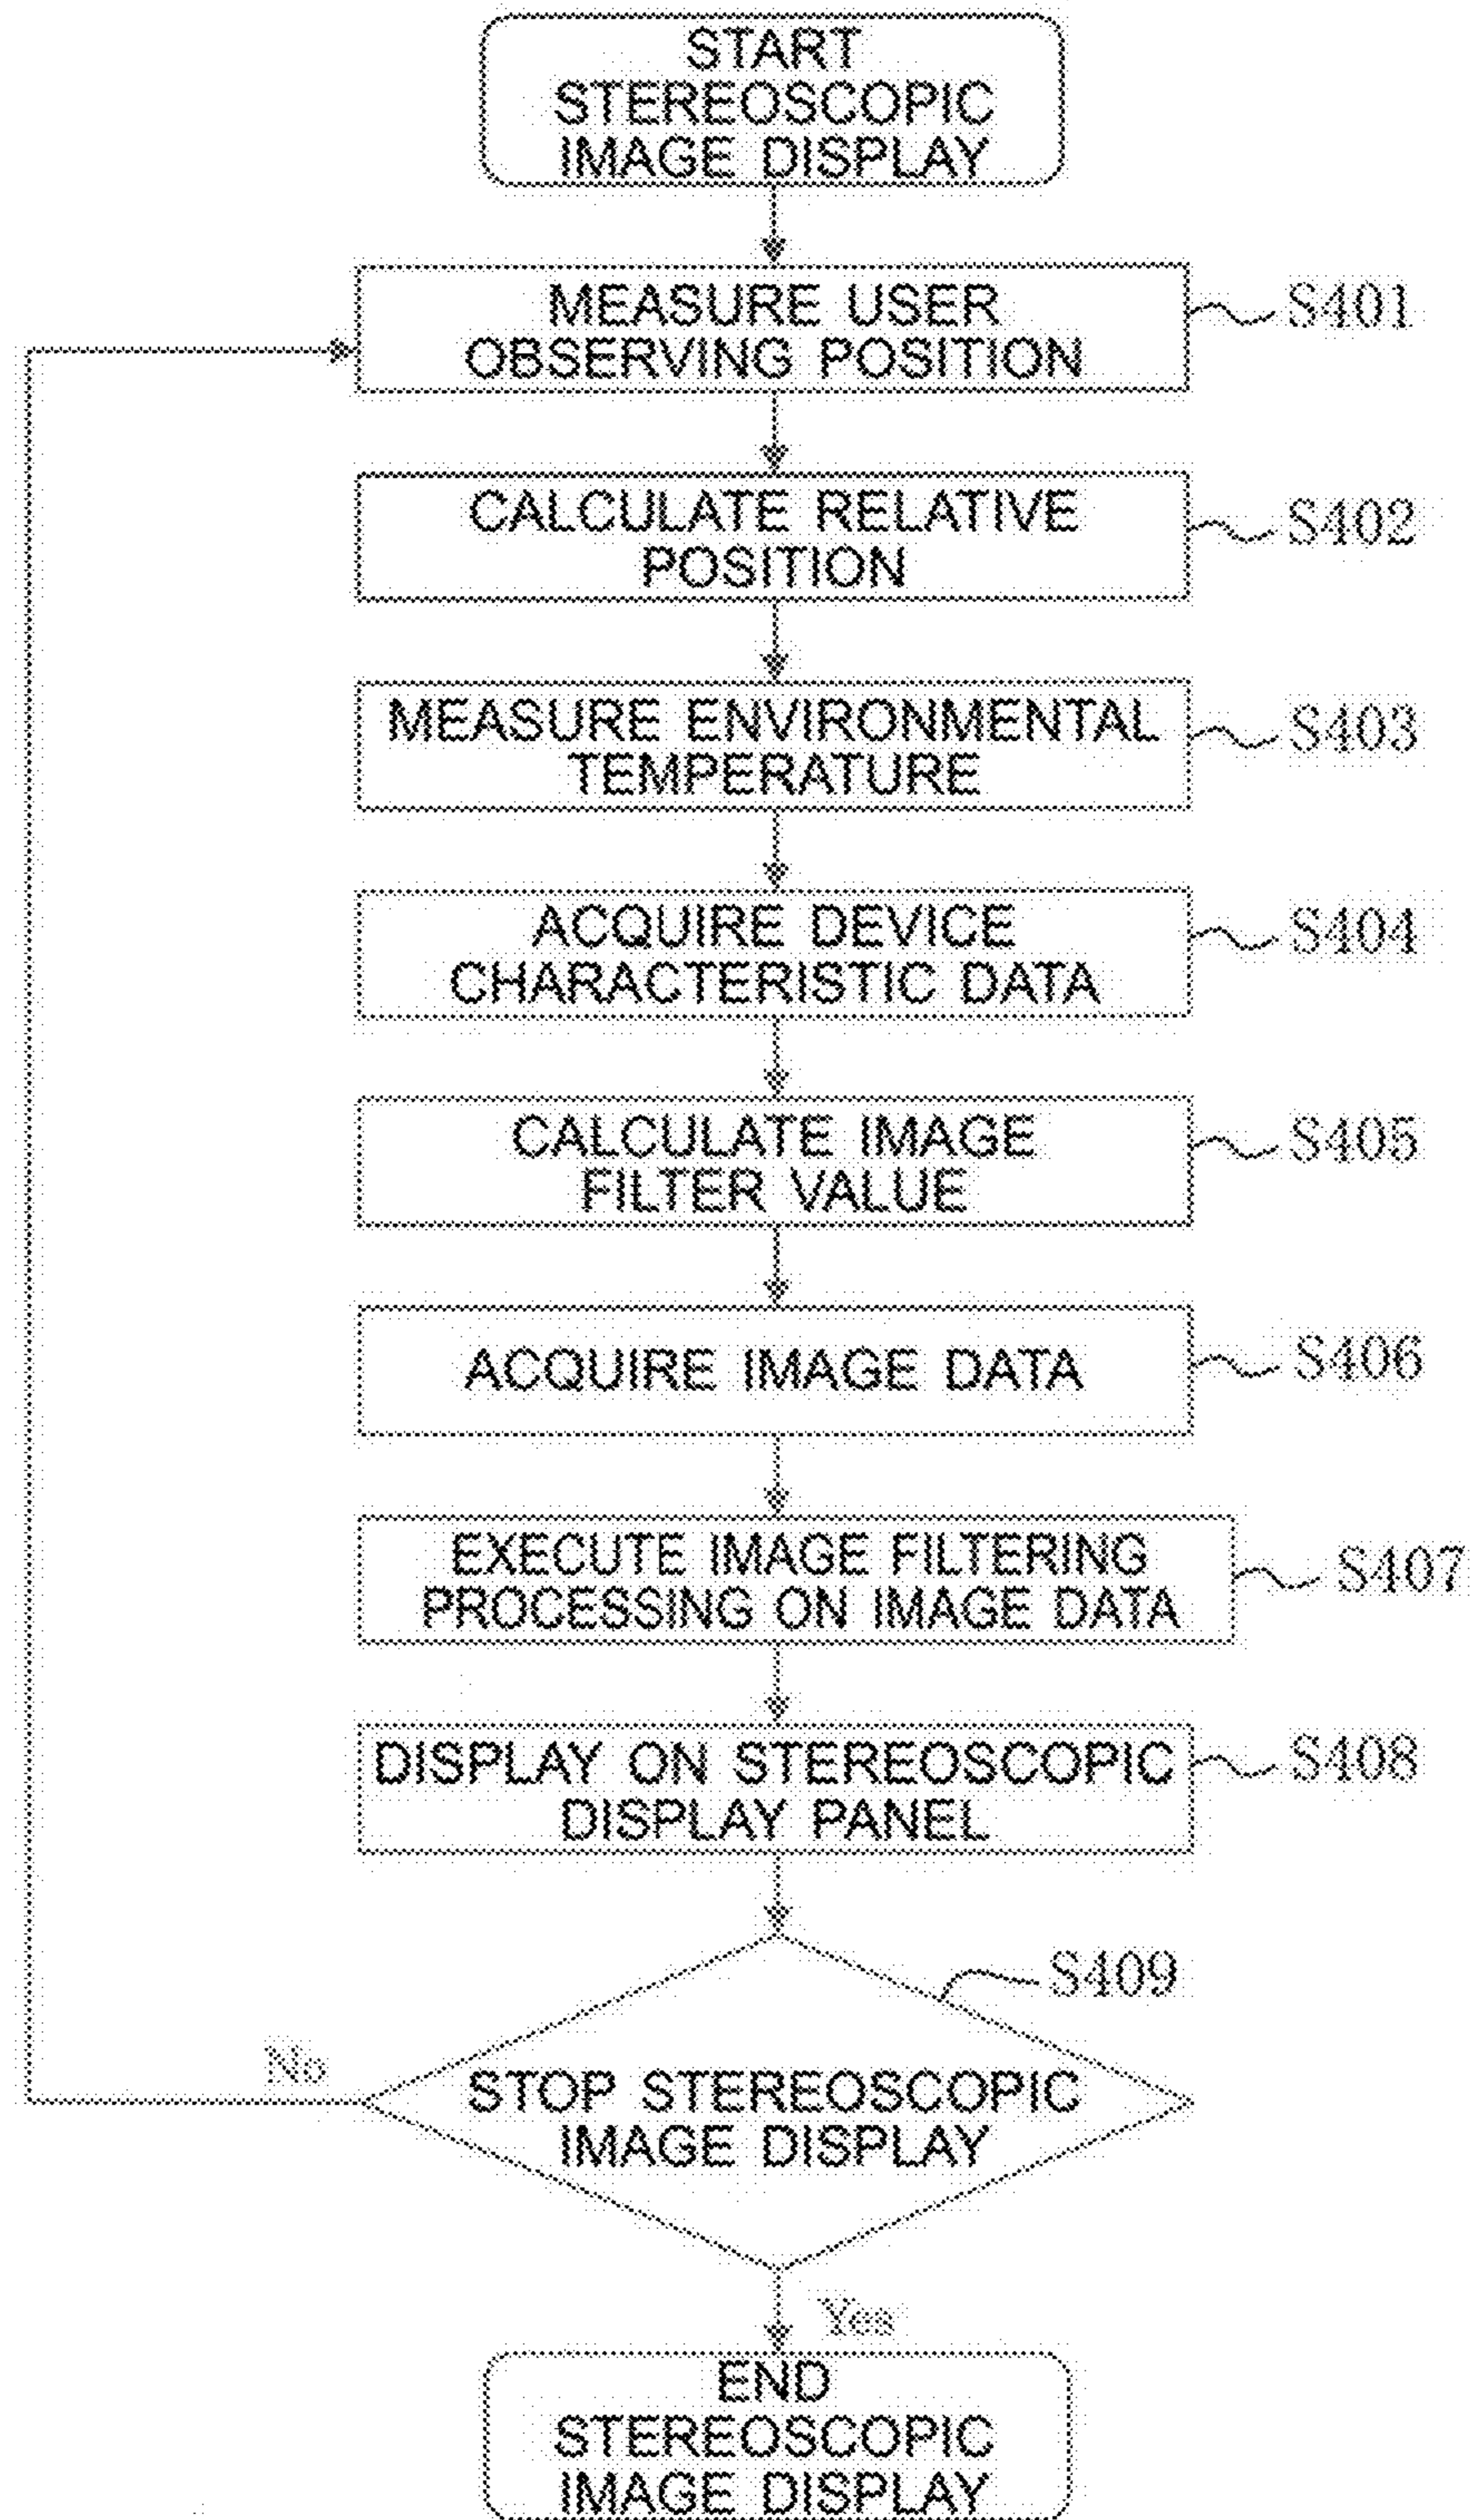 START
STEREOSCOPIC
IMAGE DISPLAY
MEASURE USER
OBSERVING POSITION
S401
CALCULATE RELATIVE
POSITION
S402
MEASURE ENVIRONMENTAL
TEMPERATURE
S403
ACQUIRE DEVICE
CHARACTERISTIC DATA
S404
CALCULATE IMAGE
FILTER VALUE
S405
ACQUIRE IMAGE DATA
S406
EXECUTE IMAGE FILTERING
PROCESSING ON IMAGE DATA
S407
DISPLAY ON STEREOSCOPIC
DISPLAY PANEL
S408
S409
No
STOP STEREOSCOPIC
IMAGE DISPLAY
Yes
END
STEREOSCOPIC
IMAGE DISPLAY